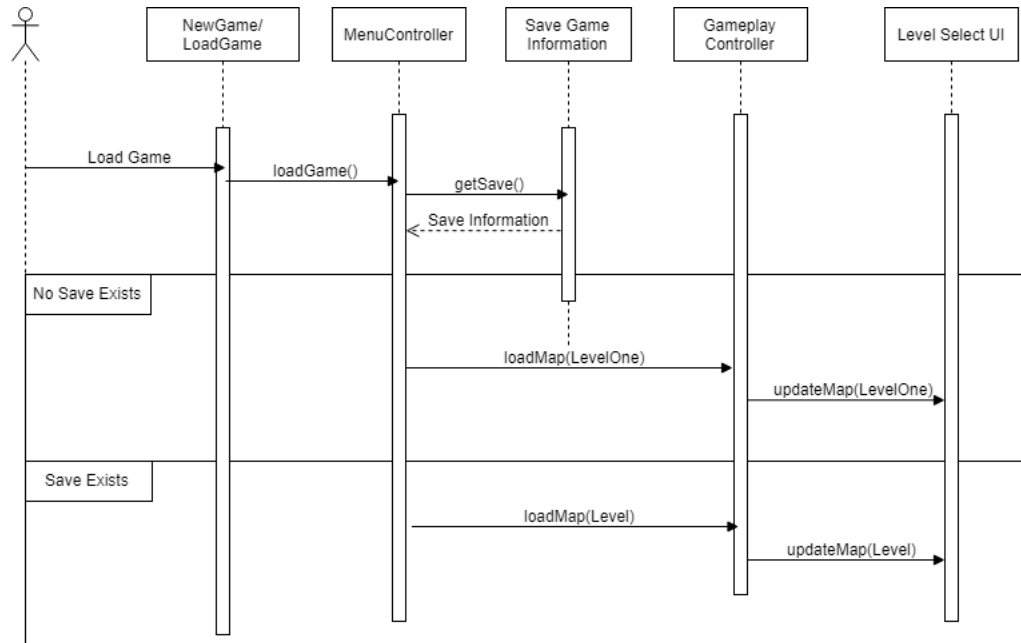 NewGame/
LoadGame
MenuController
Save Game
Information
Gameplay
Controller
Level Select UI
Load Game
loadGame()
getSave()
Save Information
No Save Exists
loadMap(LevelOne)
updateMap(LevelOne)
Save Exists
loadMap(Level)
updateMap(Level)